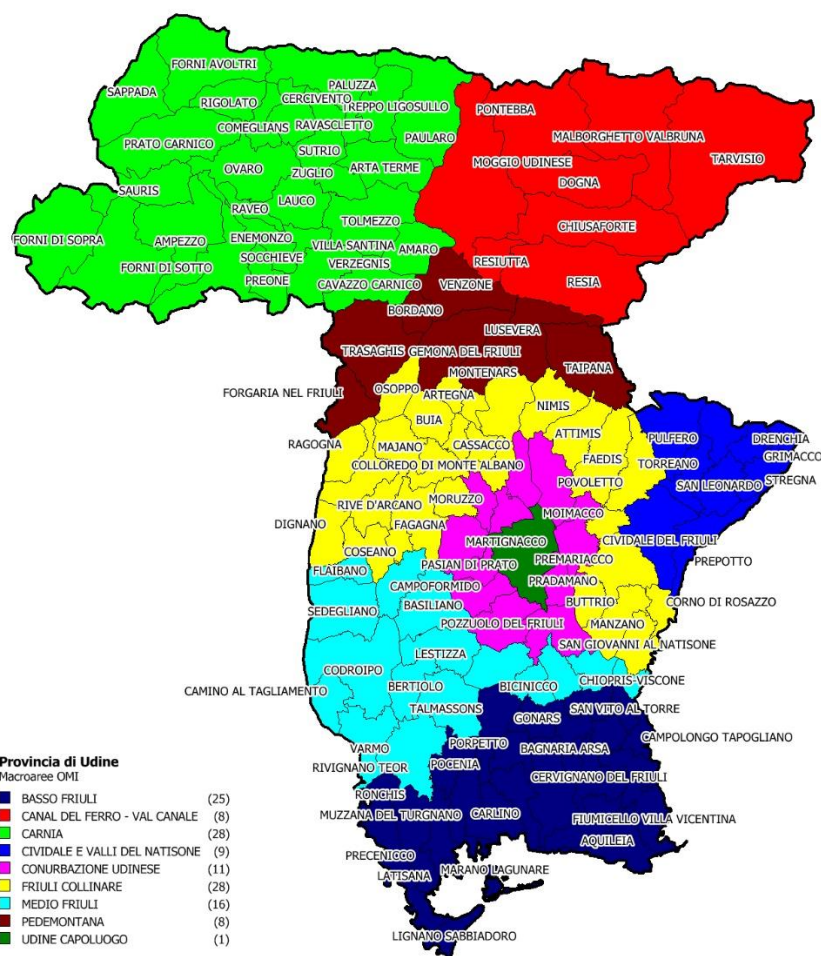 FORNI AVOLTRI
SAPPADA
PALUZZA
CERCIVENTO
TREPPO LIGOSULLO
RIGOLATO
PONTEBBA
COMEGLIANS
RAVASCLETTO
PAULARO
MALBORGHETTO VALBRUNA
PRATO CARNICO
SUTRIO
TARVISIO
MOGGIO UDINESE
OVARO
ZUGLIO
ARTA TERME
DOGNA
SAURIS
LAUCO
RAVEO
TOLMEZZO
CHIUSAFORTE
FORNI DI SOPRA
AMPEZZO
ENEMONZO
VILLA SANTINA
AMARO
SOCCHIEVE
FORNI DI SOTTO
VERZEGNIS
RESIUTTA
PREONE
CAVAZZO CARNICO
VENZONE
RESIA
BORDANO
LUSEVERA
TRASAGHIS
GEMONA DEL FRIULI
TAIPANA
MONTENARS
FORGARIA NEL FRIULI
OSOPPO
ARTEGNA
NIMIS
BUIA
RAGOGNA
MAJANO
CASSACCO
ATTIMIS
PULFERO
DRENCHIA
GRIMACCO
COLLOREDO DI MONTE ALBANO
FAEDIS
TORREANO
POVOLETTO
SAN LEONARDO
STREGNA
RIVE D'ARCANO
MORUZZO
MOIMACCO
DIGNANO
FAGAGNA
MARTIGNACCO
CIVIDALE DEL FRIULI
COSEANO
PASIAN DI PRATO
PREMARIACCO
PREPOTTO
FLAIBANO
CAMPOFORMIDO
PRADAMANO
SEDEGLIANO
BASILIANO
BUTTRIO
CORNO DI ROSAZZO
POZZUOLO DEL FRIULI
MANZANO
SAN GIOVANNI AL NATISONE
LESTIZZA
CODROIPO
CHIOPRIS-VISCONE
CAMINO AL TAGLIAMENTO
BERTIOLO
BICINICCO
TALMASSONS
SAN VITO AL TORRE
GONARS
CAMPOLONGO TAPOGLIANO
VARMO
PORPETTO
BAGNARIA ARSA
RIVIGNANO TEOR
POCENIA
CERVIGNANO DEL FRIULI
RONCHIS
MUZZANA DEL TURGNANO
CARLINO
FIUMICELLO VILLA VICENTINA
AQUILEIA
PRECENICCO
MARANO LAGUNARE
LATISANA
LIGNANO SABBIADORO
Provincia di Udine
Macroaree OMI
BASSO FRIULI (25)
CANAL DEL FERRO - VAL CANALE (8)
CARNIA (28)
CIVIDALE E VALLI DEL NATISONE (9)
CONURBAZIONE UDINESE (11)
FRIULI COLLINARE (28)
MEDIO FRIULI (16)
PEDEMONTANA (8)
UDINE CAPOLUOGO (1)